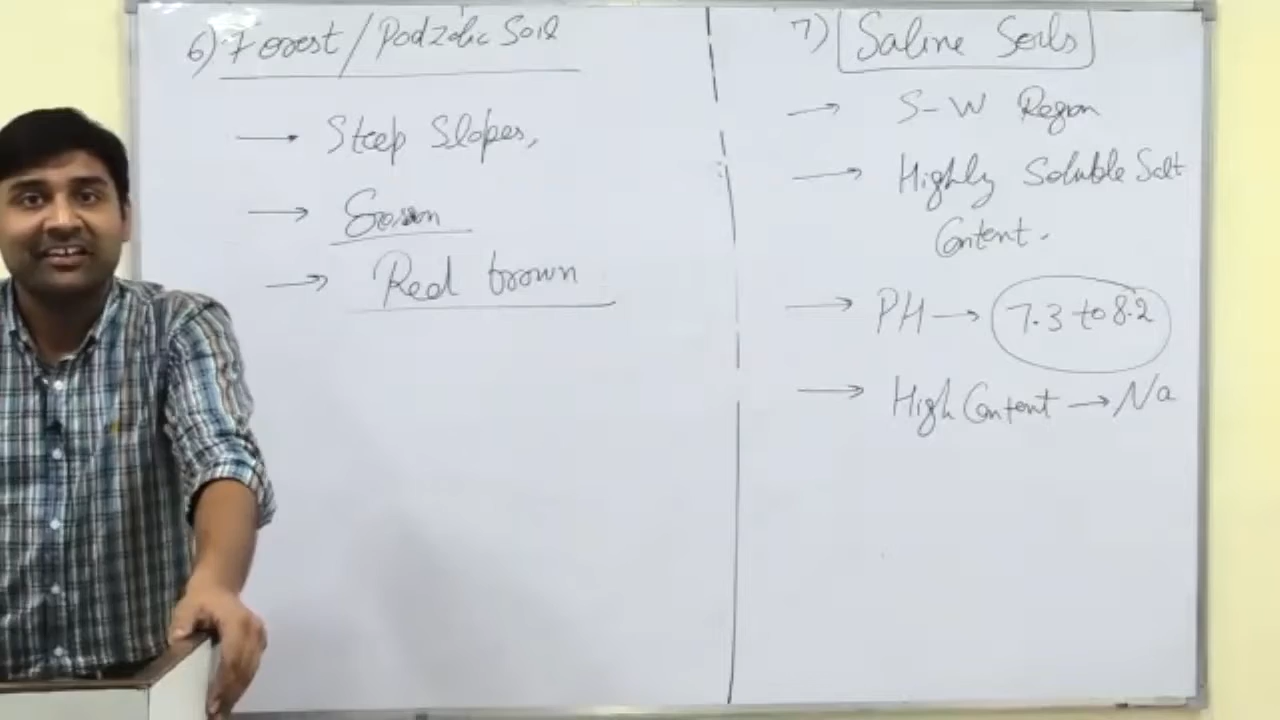 6) Forest / Podzolic Soil
→ Steep Slopes,
→ Erosion
→ Red brown
7) Saline Soils
→ S-W Region
→ Highly Soluble Salt
Content.
→ PH → 7.3 to 8.2
→ High Content → Na